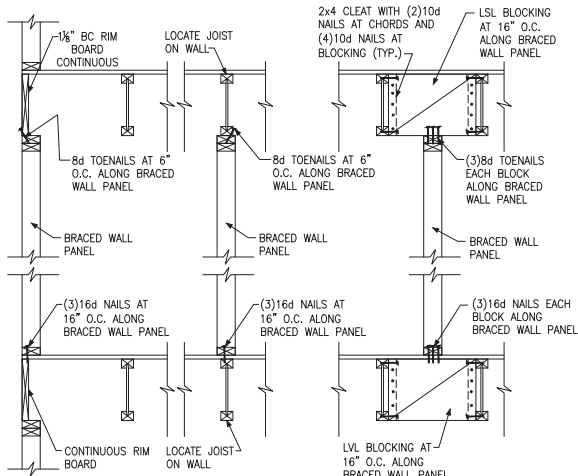 1⅛" BC RIM
BOARD
CONTINUOUS
LOCATE JOIST
ON WALL
2x4 CLEAT WITH (2)10d
NAILS AT CHORDS AND
(4)10d NAILS AT
BLOCKING (TYP.)
LSL BLOCKING
AT 16" O.C.
ALONG BRACED
WALL PANEL
8d TOENAILS AT 6"
O.C. ALONG BRACED
WALL PANEL
8d TOENAILS AT 6"
O.C. ALONG BRACED
WALL PANEL
(3)8d TOENAILS
EACH BLOCK
ALONG BRACED
WALL PANEL
BRACED WALL
PANEL
BRACED WALL
PANEL
BRACED WALL
PANEL
(3)16d NAILS AT
16" O.C. ALONG
BRACED WALL PANEL
(3)16d NAILS AT
16" O.C. ALONG
BRACED WALL PANEL
(3)16d NAILS EACH
BLOCK ALONG
BRACED WALL PANEL
CONTINUOUS RIM
BOARD
LOCATE JOIST
ON WALL
LVL BLOCKING AT
16" O.C. ALONG
BRACED WALL PANEL